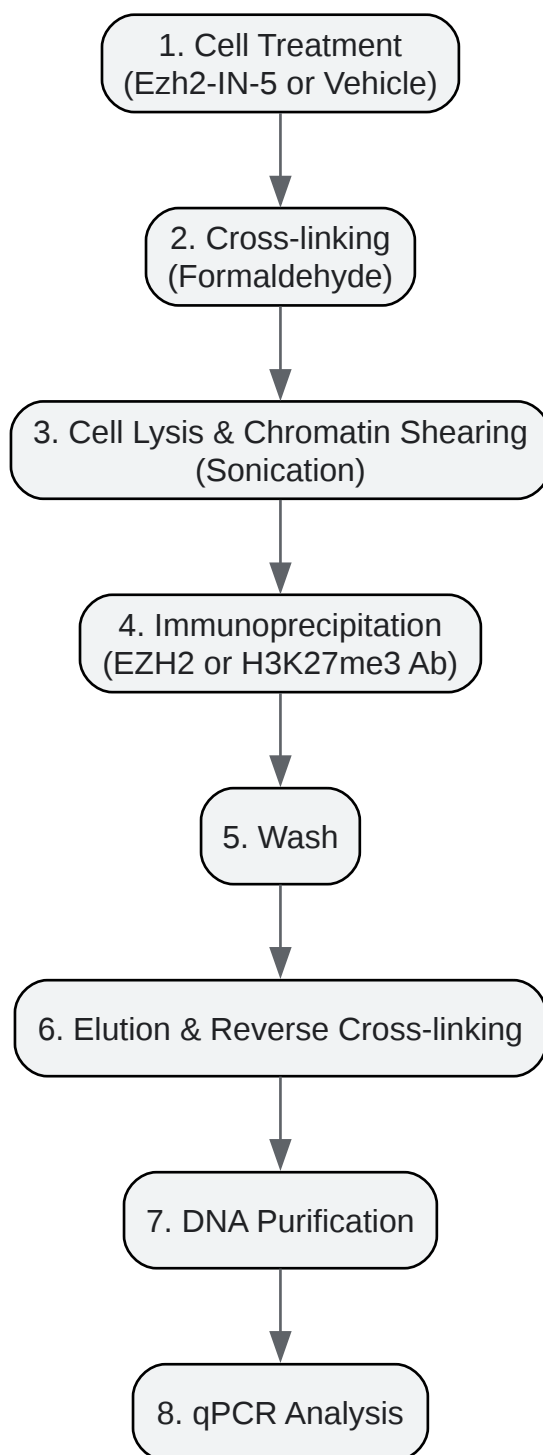 1. Cell Treatment
(Ezh2-IN-5 or Vehicle)
2. Cross-linking
(Formaldehyde)
3. Cell Lysis & Chromatin Shearing
(Sonication)
4. Immunoprecipitation
(EZH2 or H3K27me3 Ab)
5. Wash
6. Elution & Reverse Cross-linking
7. DNA Purification
8. qPCR Analysis